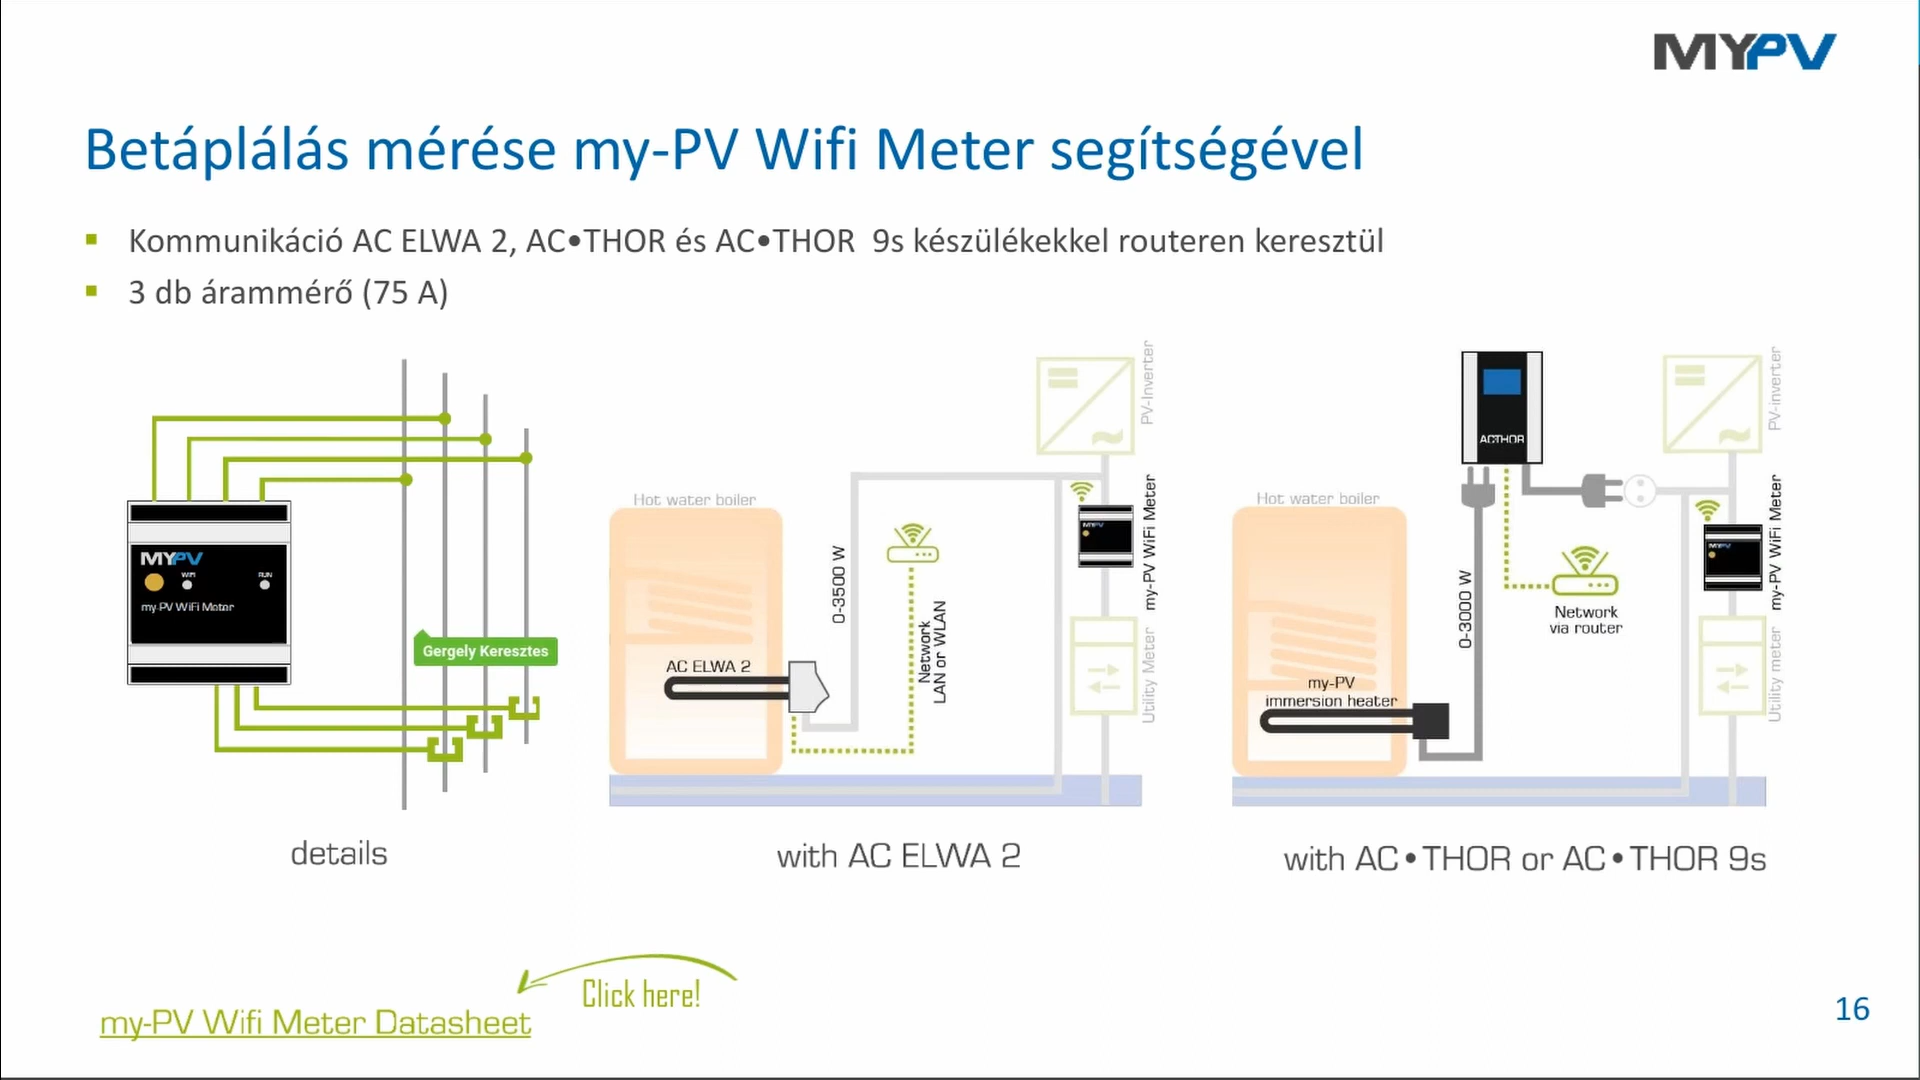 MYPV
Betáplálás mérése my-PV Wifi Meter segítségével
Kommunikáció AC ELWA 2, AC•THOR és AC•THOR 9s készülékekkel routeren keresztül
3 db árammérő (75 A)
MYPV
WIFI
RUN
my-PV WiFi Meter
Gergely Keresztes
details
PV-Inverter
Hot water boiler
0-3500 W
my-PV WiFi Meter
MYPV
Network
LAN or WLAN
AC ELWA 2
Utility Meter
with AC ELWA 2
ACTHOR
PV-inverter
Hot water boiler
0-3000 W
my-PV WiFi Meter
MYPV
Network
via router
my-PV
immersion heater
Utility meter
with AC•THOR or AC•THOR 9s
Click here!
my-PV Wifi Meter Datasheet
16